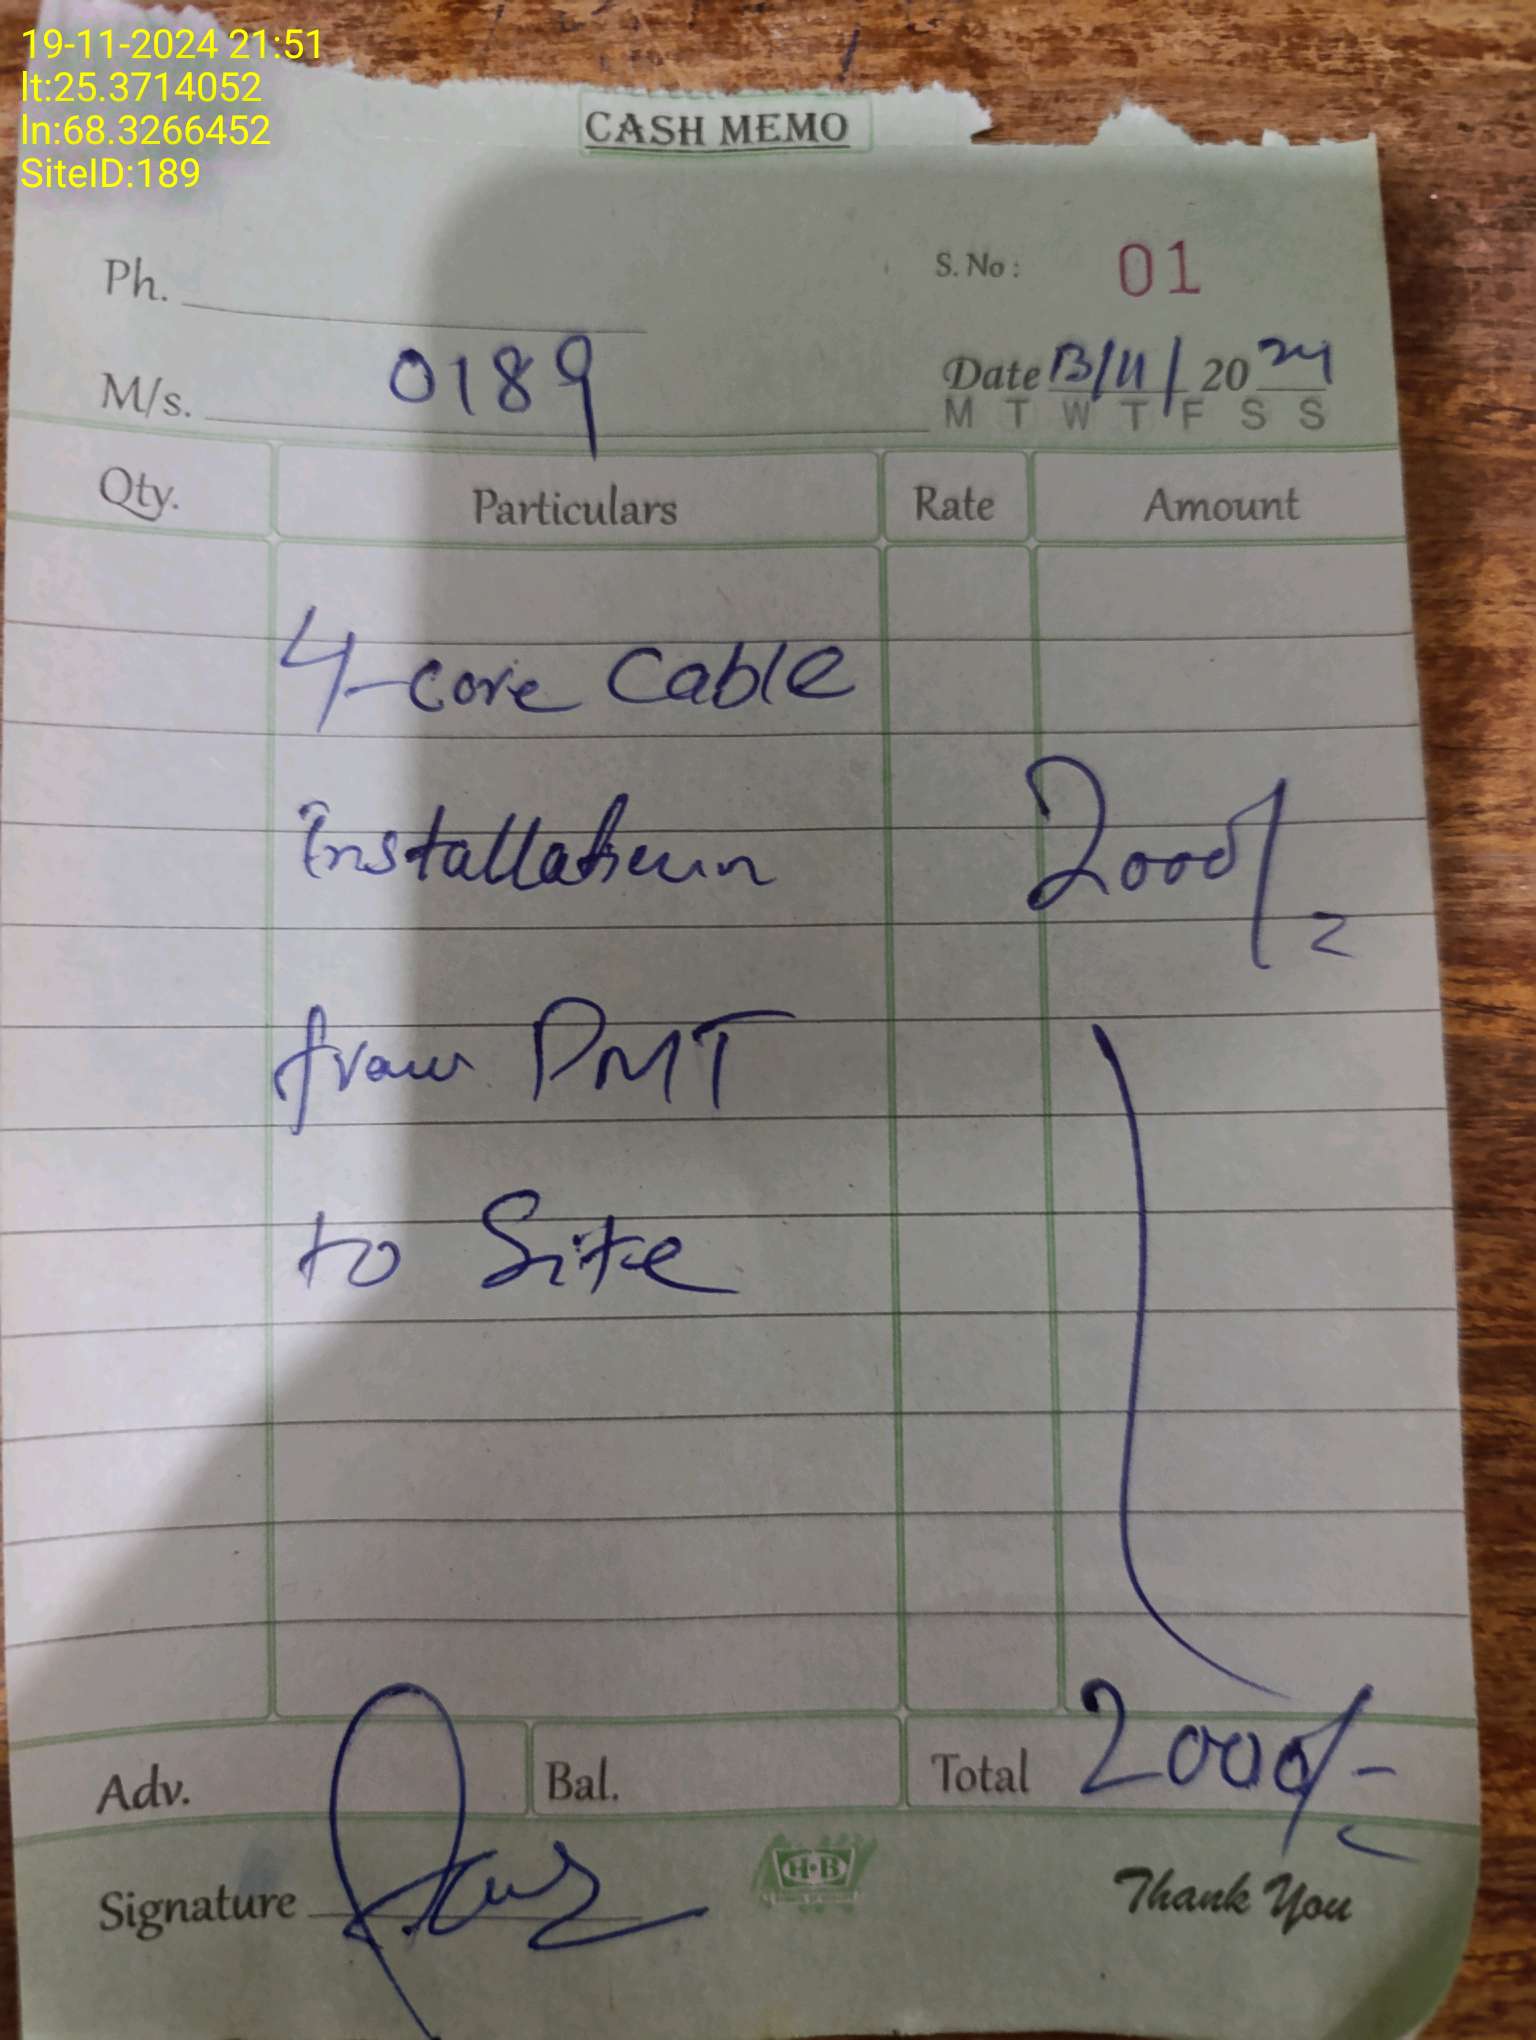 19-11-2024 21:51
lt:25.3714052
ln:68.3266452
SiteID:189
CASH MEMO
Ph.
S. No : 01
M/s. 0189
Date 13/11/2024
M T W T F S S
Qty. Particulars Rate Amount
4-core Cable
installation 2000/=
from PMT
to Site
Adv. Bal. Total 2000/-
Signature
H·B
Thank You